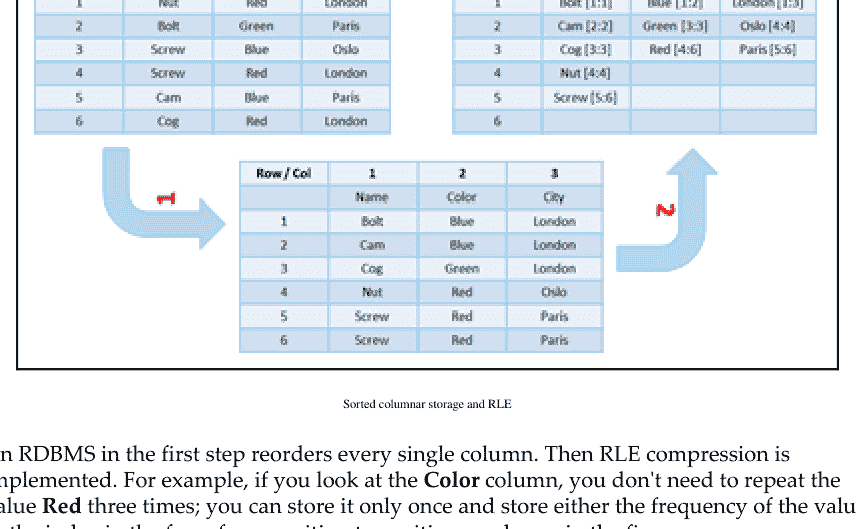 1 Nut Red London
2 Bolt Green Paris
3 Screw Blue Oslo
4 Screw Red London
5 Cam Blue Paris
6 Cog Red London
1 Bolt [1:1] Blue [1:2] London [1:3]
2 Cam [2:2] Green [3:3] Oslo [4:4]
3 Cog [3:3] Red [4:6] Paris [5:6]
4 Nut [4:4]
5 Screw [5:6]
6
1
2
Row / Col 1 2 3
Name Color City
1 Bolt Blue London
2 Cam Blue London
3 Cog Green London
4 Nut Red Oslo
5 Screw Red Paris
6 Screw Red Paris
Sorted columnar storage and RLE
n RDBMS in the first step reorders every single column. Then RLE compression is
mplemented. For example, if you look at the Color column, you don't need to repeat the
alue Red three times; you can store it only once and store either the frequency of the valu